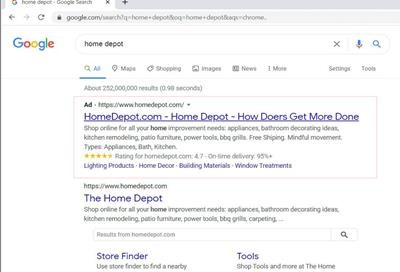 home depot - Google Search
google.com/search?q=home+depot&oq=home+depot&aqs=chrome..
Google
home depot
All
Maps
Shopping
Images
News
More
Settings
Tools
About 252,000,000 results (0.98 seconds)
Ad · https://www.homedepot.com/
HomeDepot.com - Home Depot - How Doers Get More Done
Shop online for all your home improvement needs: appliances, bathroom decorating ideas,
kitchen remodeling, patio furniture, power tools, bbq grills. Free Shiping. Mindful movement.
Types: Appliances, Bath, Kitchen.
Rating for homedepot.com: 4.7 - On-time delivery: 95%+
Lighting Products · Home Decor · Building Materials · Window Treatments
https://www.homedepot.com
The Home Depot
Shop online for all your home improvement needs: appliances, bathroom decorating ideas,
kitchen remodeling, patio furniture, power tools, bbq grills, carpeting, ...
Results from homedepot.com
Store Finder
Tools
Use store finder to find a nearby
Shop Tools and more at The Home